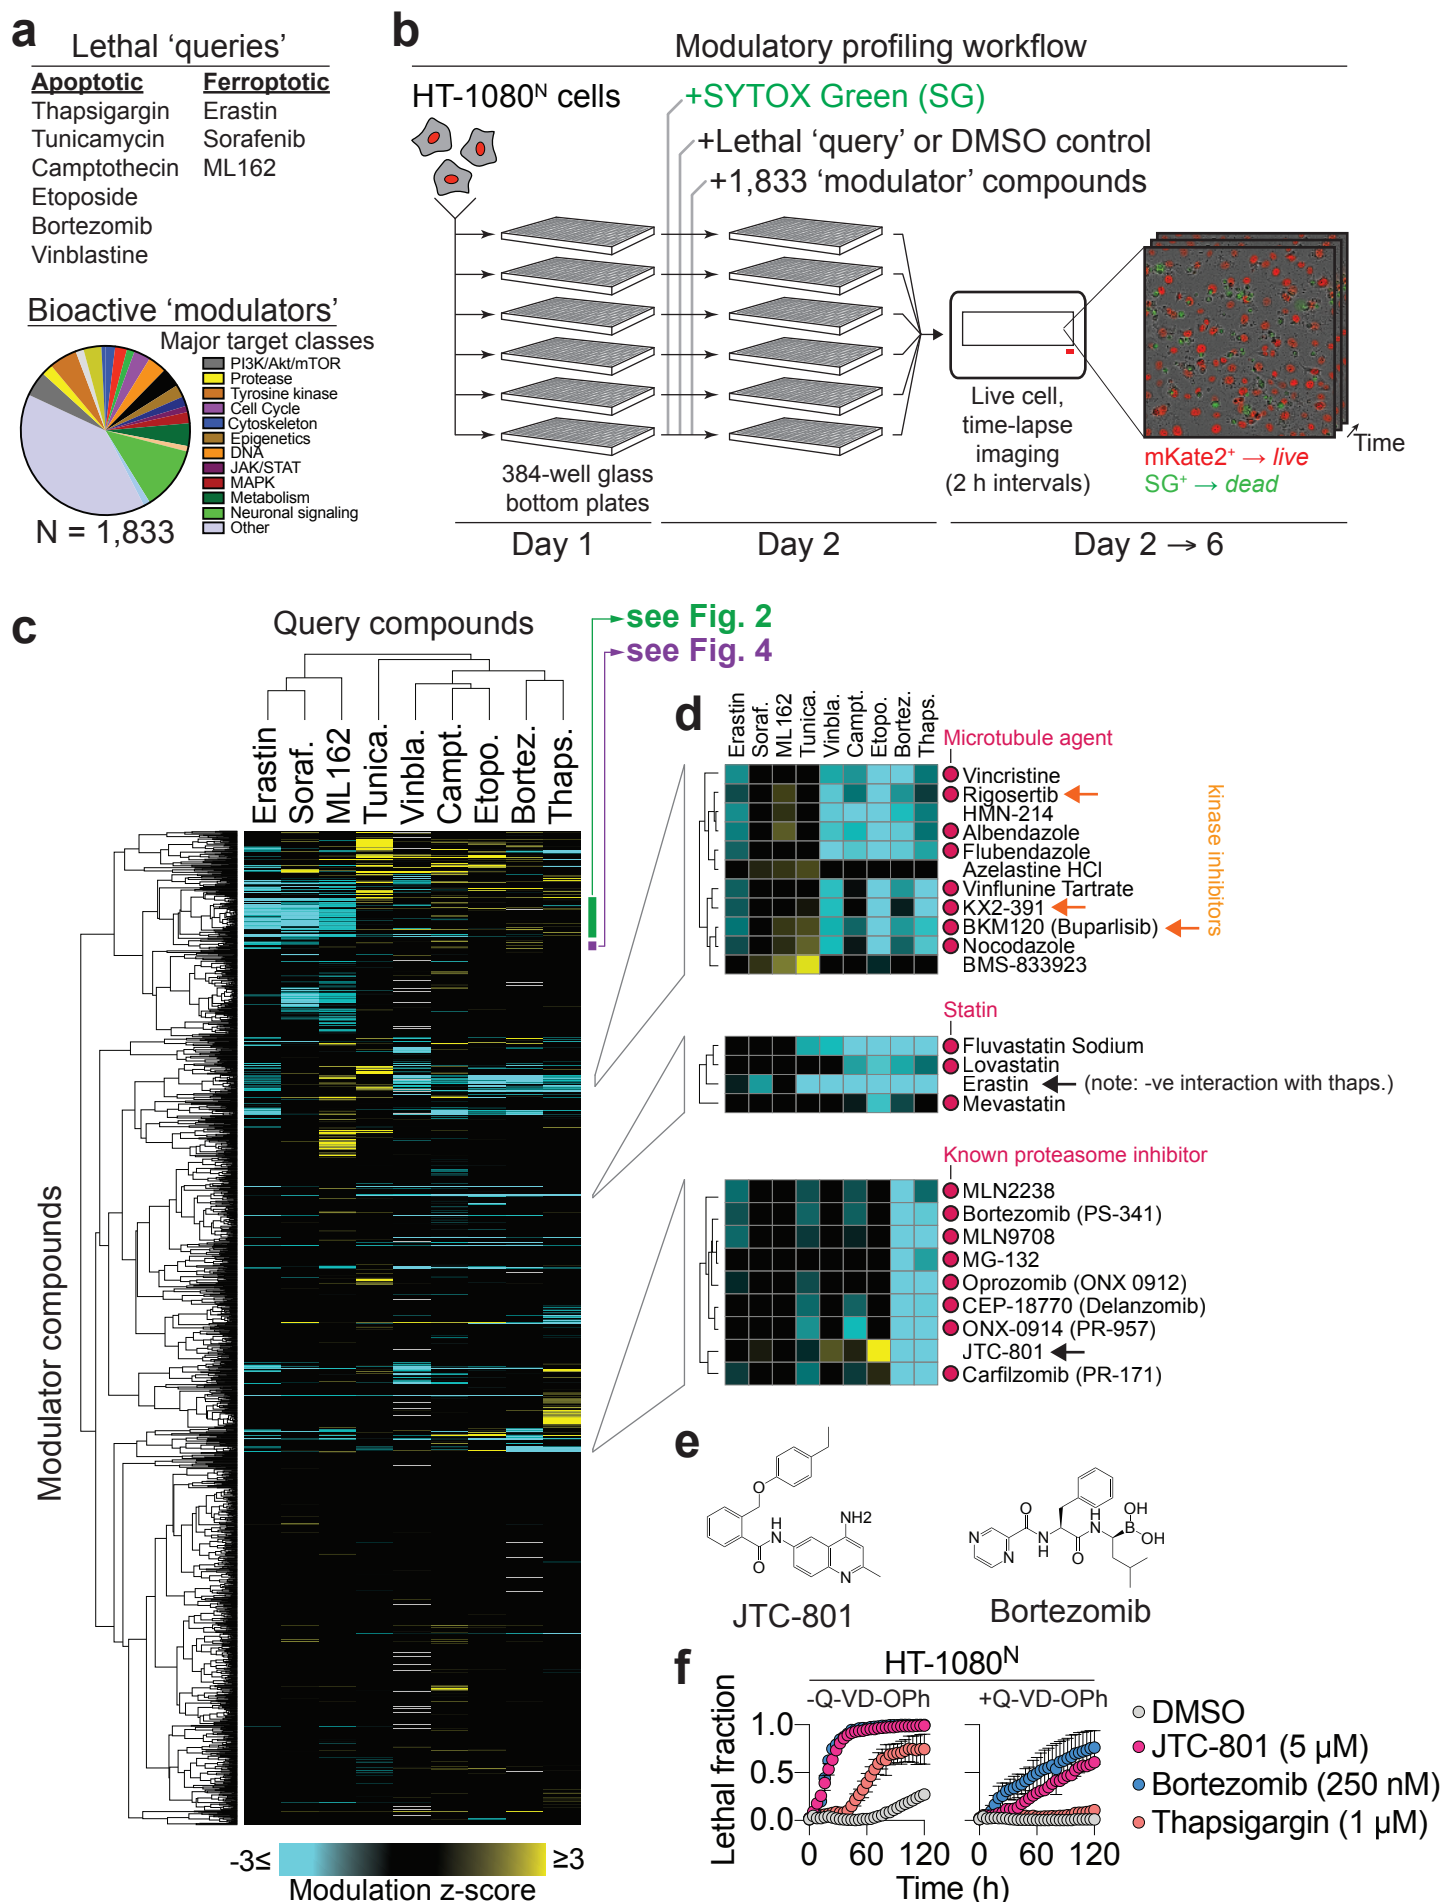 a
Lethal 'queries'
Apoptotic Ferroptotic
Thapsigargin Erastin
Tunicamycin Sorafenib
Camptothecin ML162
Etoposide
Bortezomib
Vinblastine
Bioactive 'modulators'
Major target classes
PI3K/Akt/mTOR
Protease
Tyrosine kinase
Cell Cycle
Cytoskeleton
Epigenetics
DNA
JAK/STAT
MAPK
Metabolism
Neuronal signaling
Other
N = 1,833
b
Modulatory profiling workflow
HT-1080ᴺ cells
+SYTOX Green (SG)
+Lethal 'query' or DMSO control
+1,833 'modulator' compounds
384-well glass
bottom plates
Live cell,
time-lapse
imaging
(2 h intervals)
Time
mKate2⁺ → live
SG⁺ → dead
Day 1 Day 2 Day 2 → 6
c
Query compounds
see Fig. 2
see Fig. 4
Erastin Soraf. ML162 Tunica. Vinbla. Campt. Etopo. Bortez. Thaps.
Modulator compounds
-3≤ ≥3
Modulation z-score
d
Erastin Soraf. ML162 Tunica. Vinbla. Campt. Etopo. Bortez. Thaps.
Microtubule agent
Vincristine
Rigosertib
HMN-214
Albendazole
Flubendazole
Azelastine HCl
Vinflunine Tartrate
KX2-391
BKM120 (Buparlisib)
Nocodazole
BMS-833923
kinase inhibitors
Statin
Fluvastatin Sodium
Lovastatin
Erastin (note: -ve interaction with thaps.)
Mevastatin
Known proteasome inhibitor
MLN2238
Bortezomib (PS-341)
MLN9708
MG-132
Oprozomib (ONX 0912)
CEP-18770 (Delanzomib)
ONX-0914 (PR-957)
JTC-801
Carfilzomib (PR-171)
e
O
H
N
O
NH2
N
JTC-801
N
N
O
N
H
O
H
N
B
OH
OH
Bortezomib
f
HT-1080ᴺ
-Q-VD-OPh +Q-VD-OPh
Lethal fraction
1.0
0.5
0.0
0 60 120 0 60 120
Time (h)
DMSO
JTC-801 (5 µM)
Bortezomib (250 nM)
Thapsigargin (1 µM)